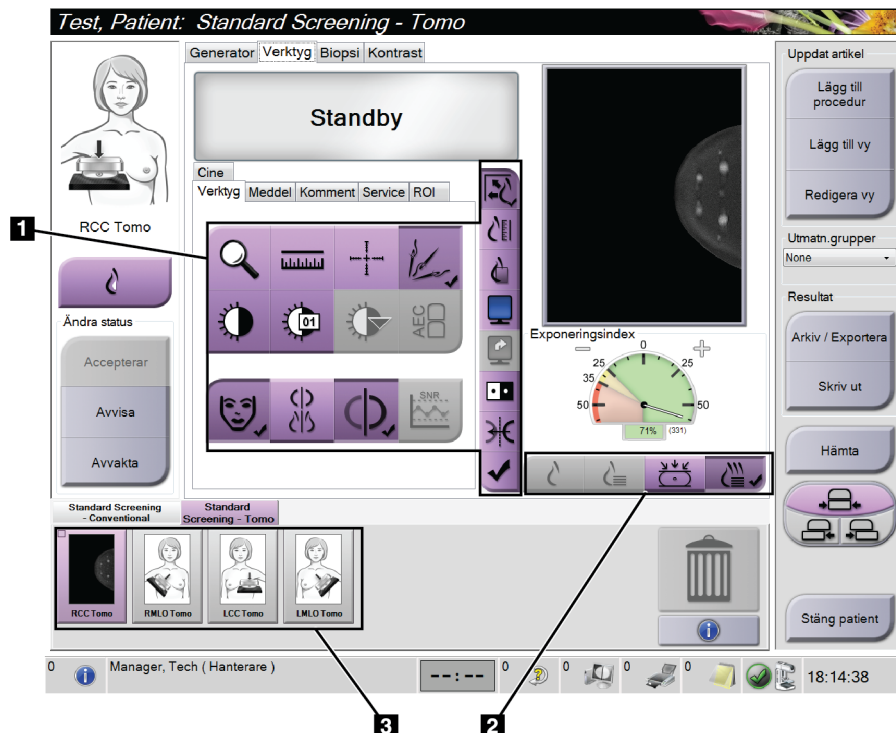 Test, Patient: Standard Screening - Tomo
Generator Verktyg Biopsi Kontrast
Standby
Cine
Verktyg Meddel Komment Service ROI
1
RCC Tomo
Ändra status
Accepterar
Avvisa
Avvakta
01
AEC
SNR
Exponeringsindex
0
25 25
35
50 50
71% (331)
Uppdat artikel
Lägg till
procedur
Lägg till vy
Redigera vy
Utmatn.grupper
None
Resultat
Arkiv / Exportera
Skriv ut
Hämta
Stäng patient
Standard Screening
- Conventional
Standard
Screening - Tomo
RCC Tomo
RMLO Tomo
LCC Tomo
LMLO Tomo
0 Manager, Tech ( Hanterare ) --:-- 0 0 0 0 18:14:38
3 2